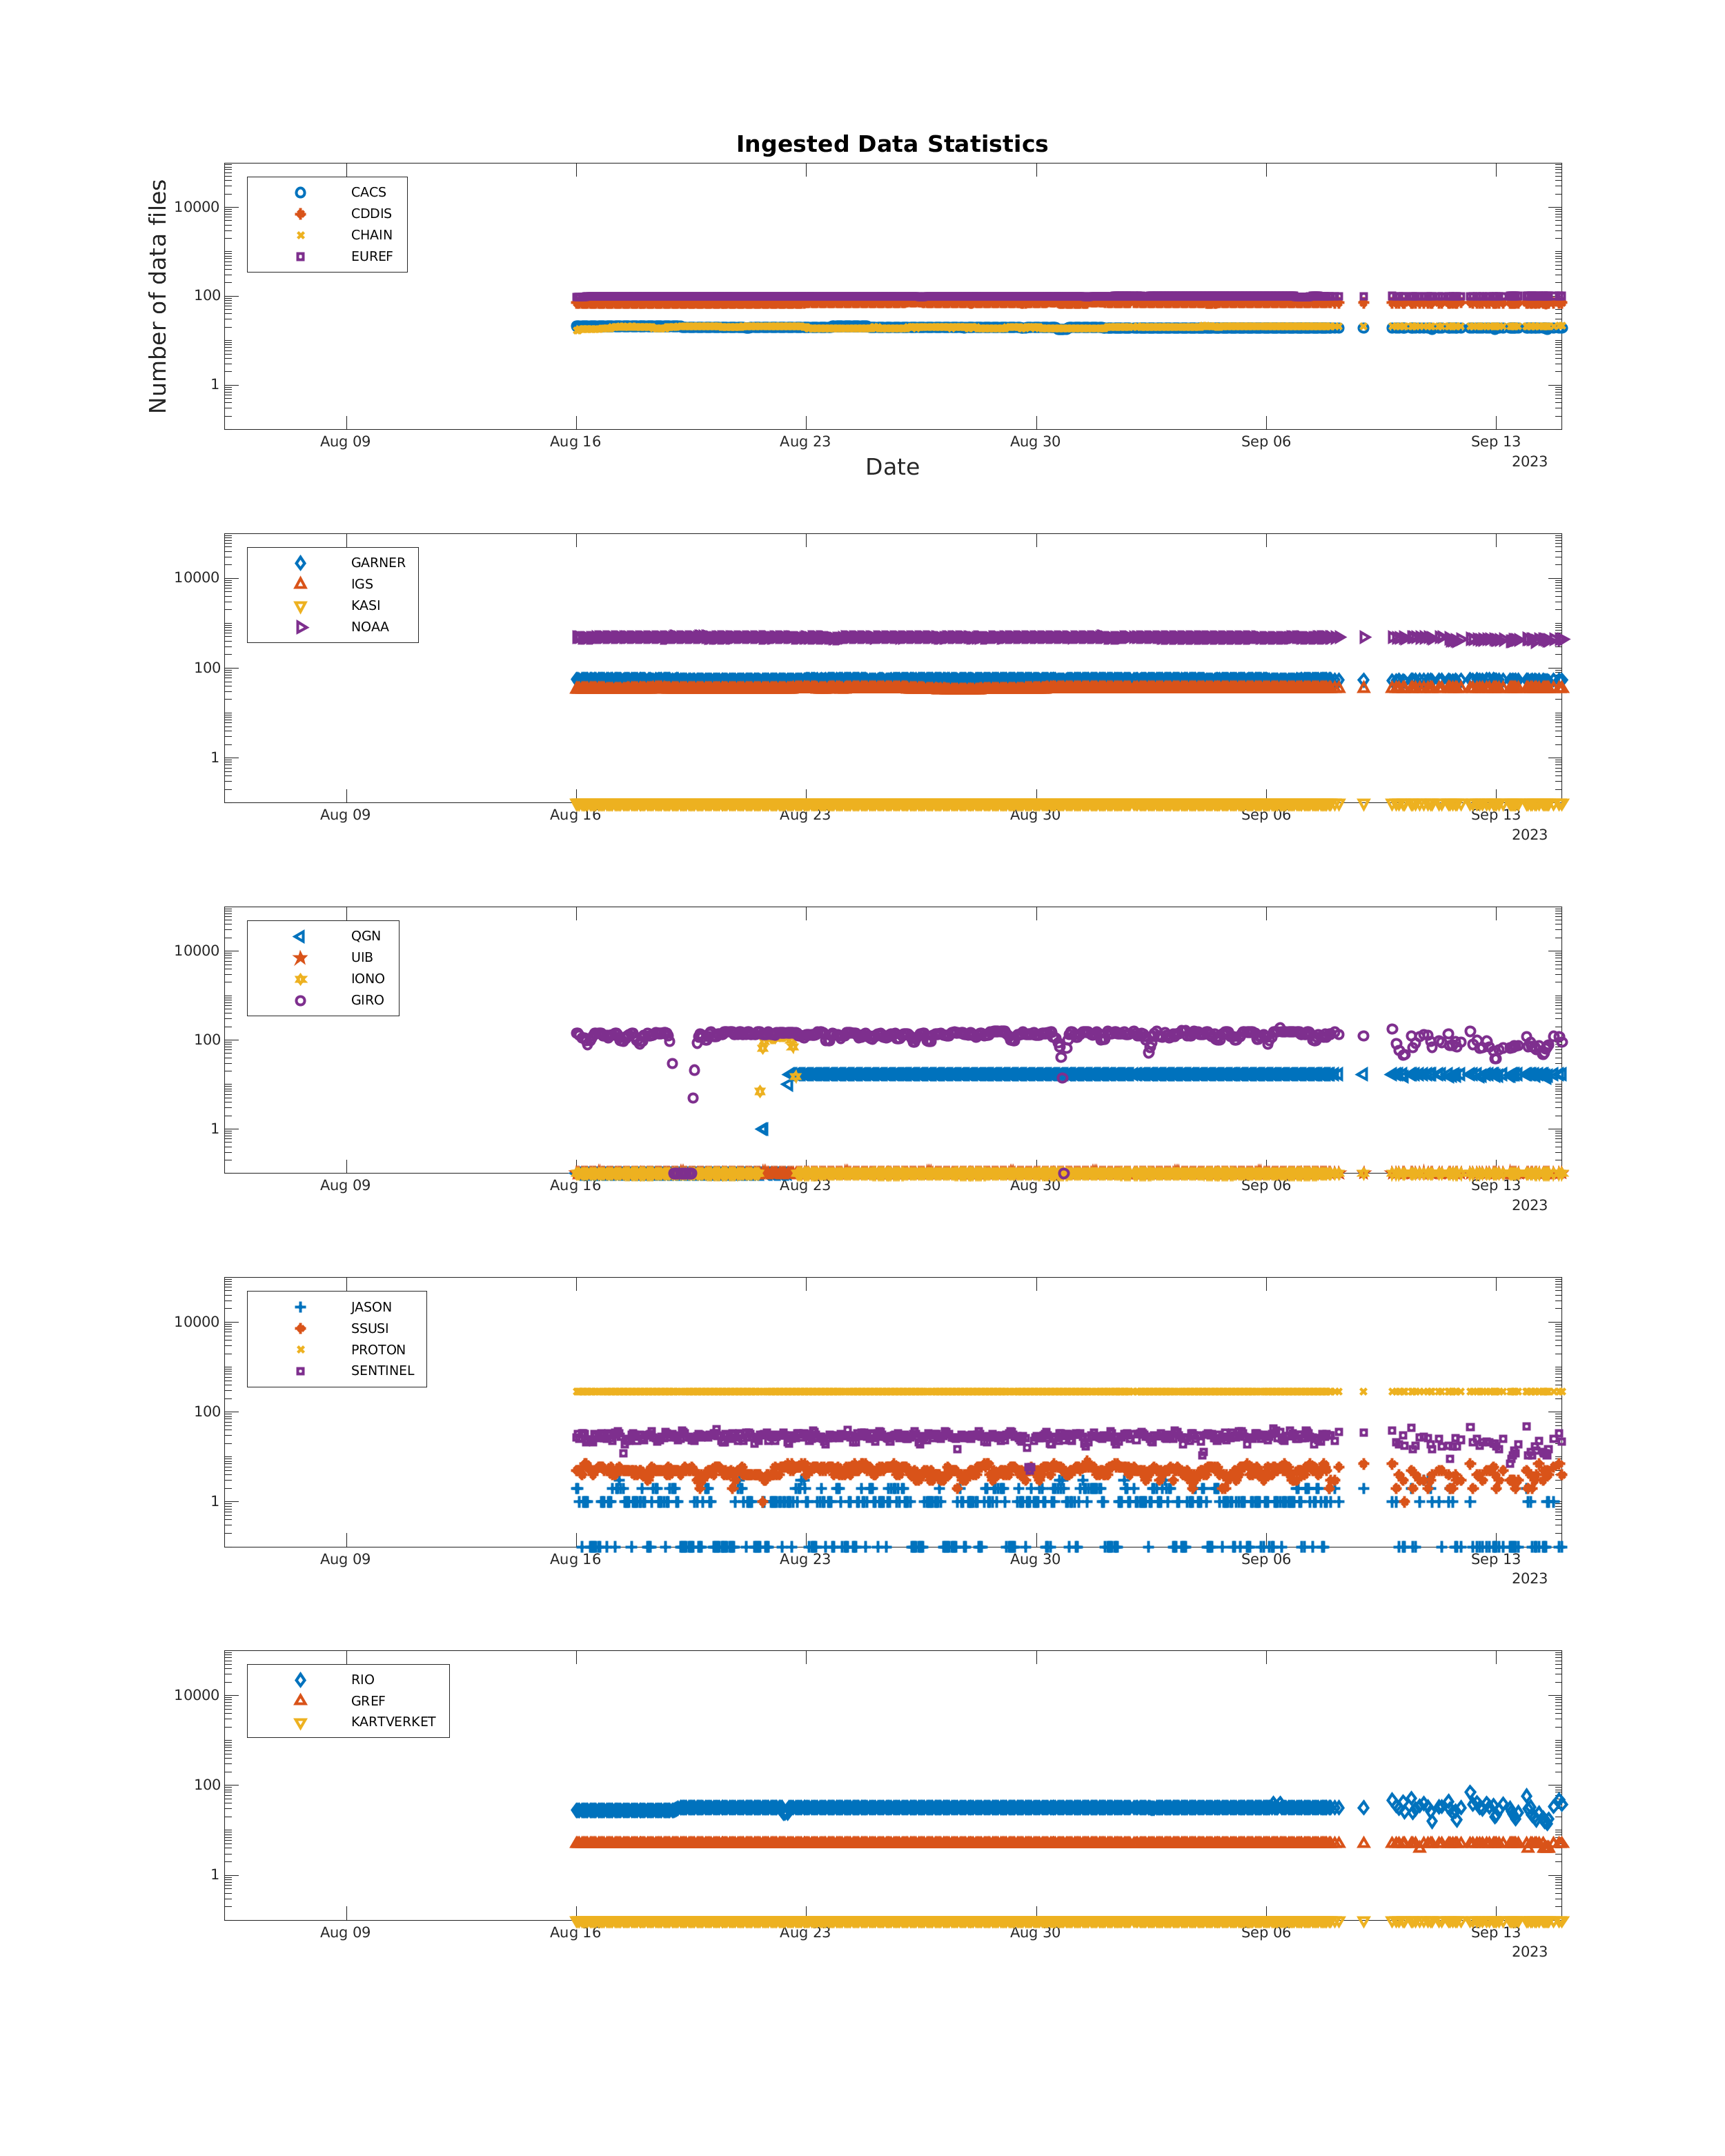 Ingested Data Statistics
Number of data files
10000
100
1
CACS
CDDIS
CHAIN
EUREF
Aug 09 Aug 16 Aug 23 Aug 30 Sep 06 Sep 13
2023
Date
10000
100
1
GARNER
IGS
KASI
NOAA
Aug 09 Aug 16 Aug 23 Aug 30 Sep 06 Sep 13
2023
10000
100
1
QGN
UIB
IONO
GIRO
Aug 09 Aug 16 Aug 23 Aug 30 Sep 06 Sep 13
2023
10000
100
1
JASON
SSUSI
PROTON
SENTINEL
Aug 09 Aug 16 Aug 23 Aug 30 Sep 06 Sep 13
2023
10000
100
1
RIO
GREF
KARTVERKET
Aug 09 Aug 16 Aug 23 Aug 30 Sep 06 Sep 13
2023